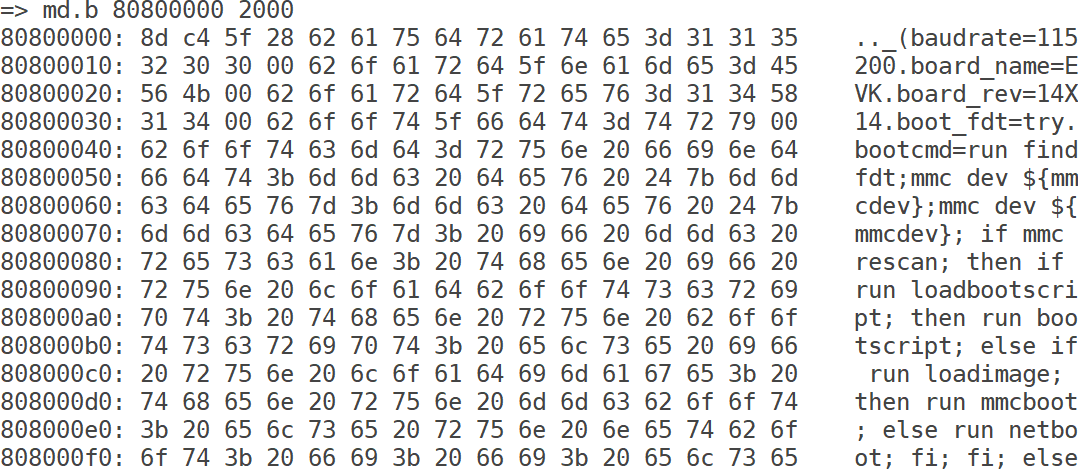 => md.b 80800000 2000
80800000: 8d c4 5f 28 62 61 75 64 72 61 74 65 3d 31 31 35    .._(baudrate=115
80800010: 32 30 30 00 62 6f 61 72 64 5f 6e 61 6d 65 3d 45    200.board_name=E
80800020: 56 4b 00 62 6f 61 72 64 5f 72 65 76 3d 31 34 58    VK.board_rev=14X
80800030: 31 34 00 62 6f 6f 74 5f 66 64 74 3d 74 72 79 00    14.boot_fdt=try.
80800040: 62 6f 6f 74 63 6d 64 3d 72 75 6e 20 66 69 6e 64    bootcmd=run find
80800050: 66 64 74 3b 6d 6d 63 20 64 65 76 20 24 7b 6d 6d    fdt;mmc dev ${mm
80800060: 63 64 65 76 7d 3b 6d 6d 63 20 64 65 76 20 24 7b    cdev};mmc dev ${
80800070: 6d 6d 63 64 65 76 7d 3b 20 69 66 20 6d 6d 63 20    mmcdev}; if mmc
80800080: 72 65 73 63 61 6e 3b 20 74 68 65 6e 20 69 66 20    rescan; then if
80800090: 72 75 6e 20 6c 6f 61 64 62 6f 6f 74 73 63 72 69    run loadbootscri
808000a0: 70 74 3b 20 74 68 65 6e 20 72 75 6e 20 62 6f 6f    pt; then run boo
808000b0: 74 73 63 72 69 70 74 3b 20 65 6c 73 65 20 69 66    tscript; else if
808000c0: 20 72 75 6e 20 6c 6f 61 64 69 6d 61 67 65 3b 20     run loadimage;
808000d0: 74 68 65 6e 20 72 75 6e 20 6d 6d 63 62 6f 6f 74    then run mmcboot
808000e0: 3b 20 65 6c 73 65 20 72 75 6e 20 6e 65 74 62 6f    ; else run netbo
808000f0: 6f 74 3b 20 66 69 3b 20 66 69 3b 20 65 6c 73 65    ot; fi; fi; else